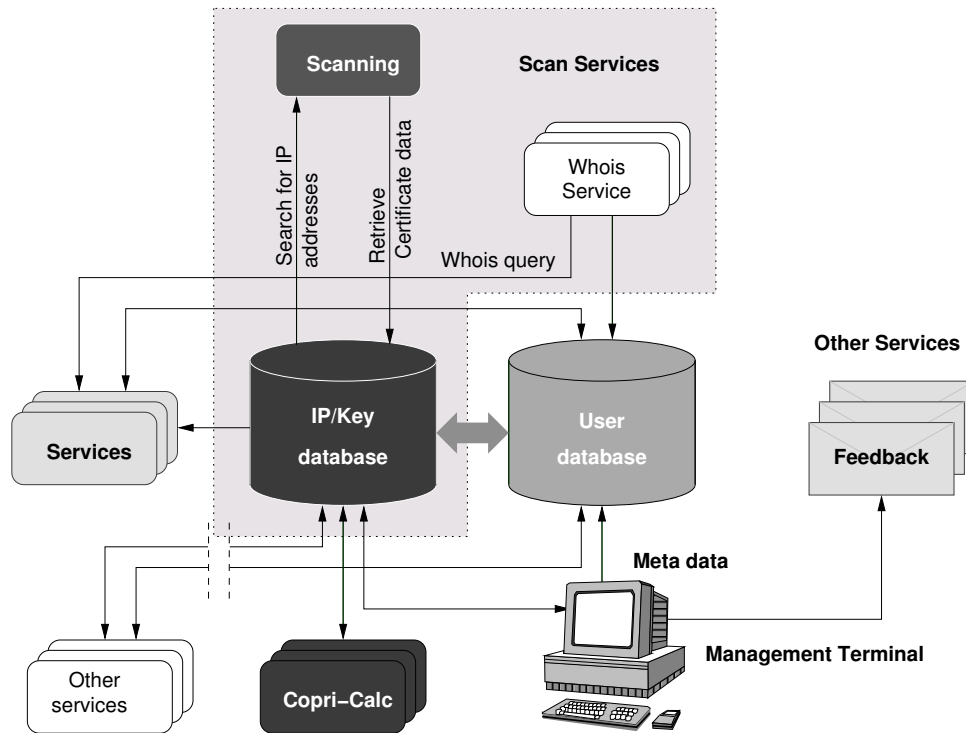 Scanning
Scan Services
Search for IP
addresses
Retrieve
Certificate data
Whois
Service
Whois query
Other Services
IP/Key
database
User
database
Services
Feedback
Meta data
Management Terminal
Other
services
Copri−Calc